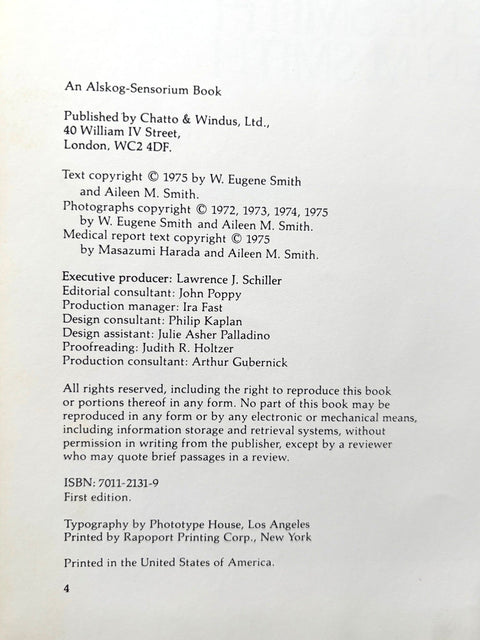 An Alskog-Sensorium Book
Published by Chatto & Windus, Ltd.,
40 William IV Street,
London, WC2 4DF.
Text copyright © 1975 by W. Eugene Smith
and Aileen M. Smith.
Photographs copyright © 1972, 1973, 1974, 1975
by W. Eugene Smith and Aileen M. Smith.
Medical report text copyright © 1975
by Masazumi Harada and Aileen M. Smith.
Executive producer: Lawrence J. Schiller
Editorial consultant: John Poppy
Production manager: Ira Fast
Design consultant: Philip Kaplan
Design assistant: Julie Asher Palladino
Proofreading: Judith R. Holtzer
Production consultant: Arthur Gubernick
All rights reserved, including the right to reproduce this book
or portions thereof in any form. No part of this book may be
reproduced in any form or by any electronic or mechanical means,
including information storage and retrieval systems, without
permission in writing from the publisher, except by a reviewer
who may quote brief passages in a review.
ISBN: 7011-2131-9
First edition.
Typography by Phototype House, Los Angeles
Printed by Rapoport Printing Corp., New York
Printed in the United States of America.
4